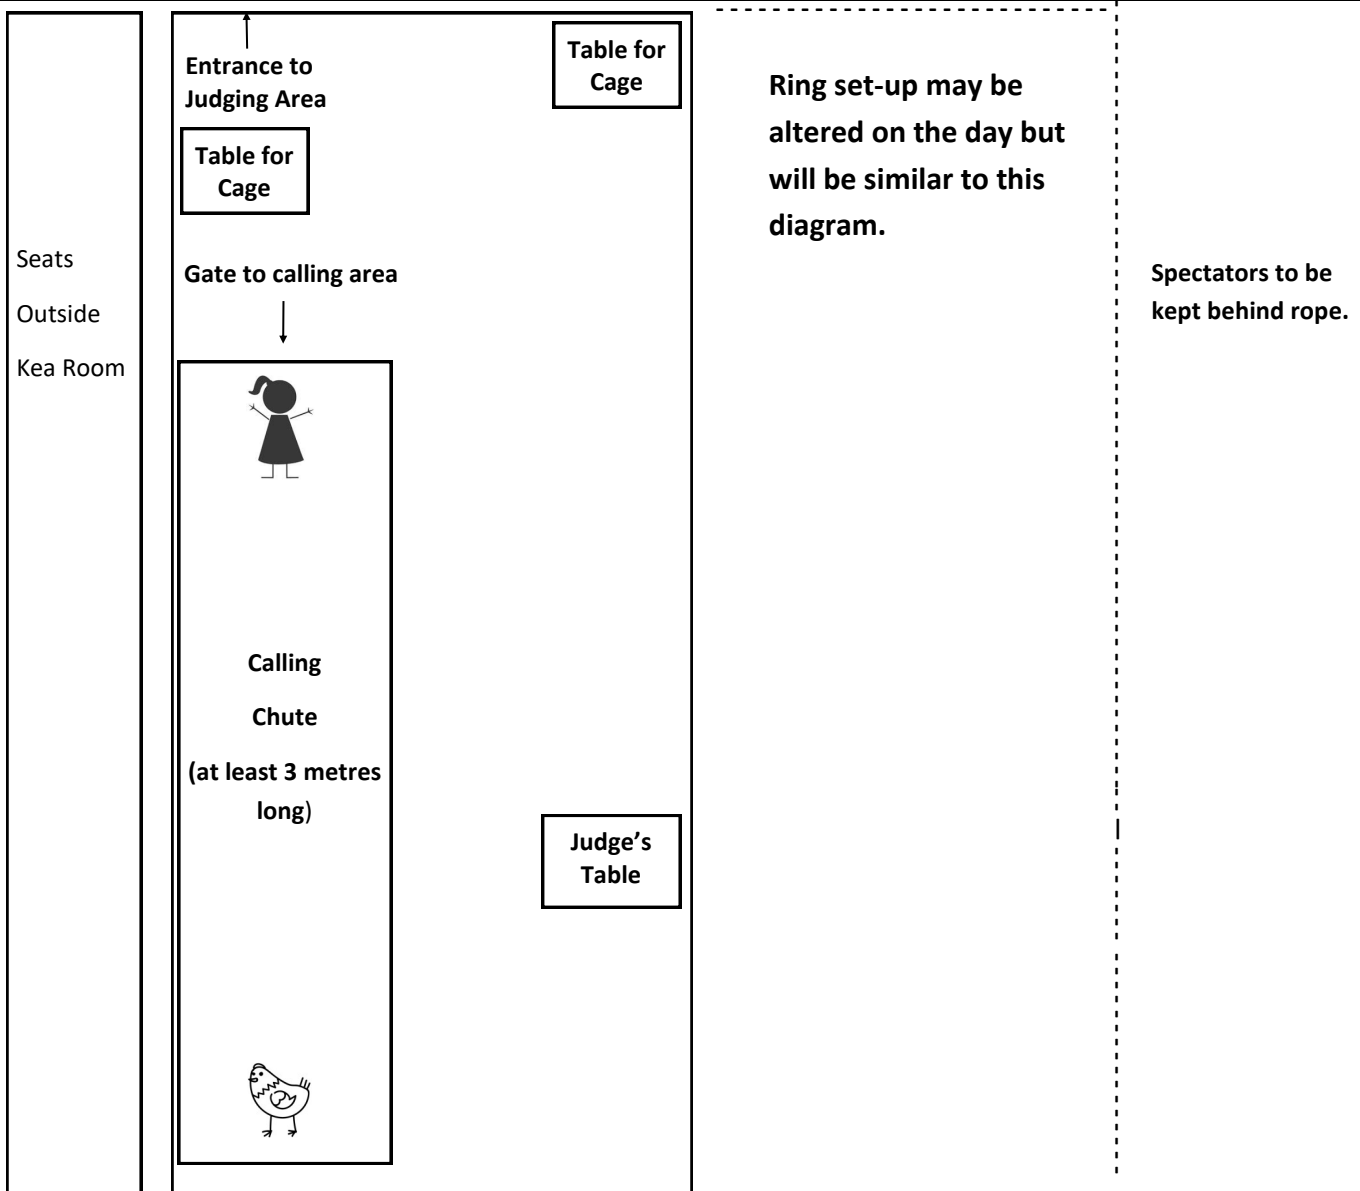 Seats
Outside
Kea Room
Entrance to
Judging Area
Table for
Cage
Table for
Cage
Gate to calling area
Calling
Chute
(at least 3 metres
long)
Judge’s
Table
Ring set-up may be
altered on the day but
will be similar to this
diagram.
Spectators to be
kept behind rope.